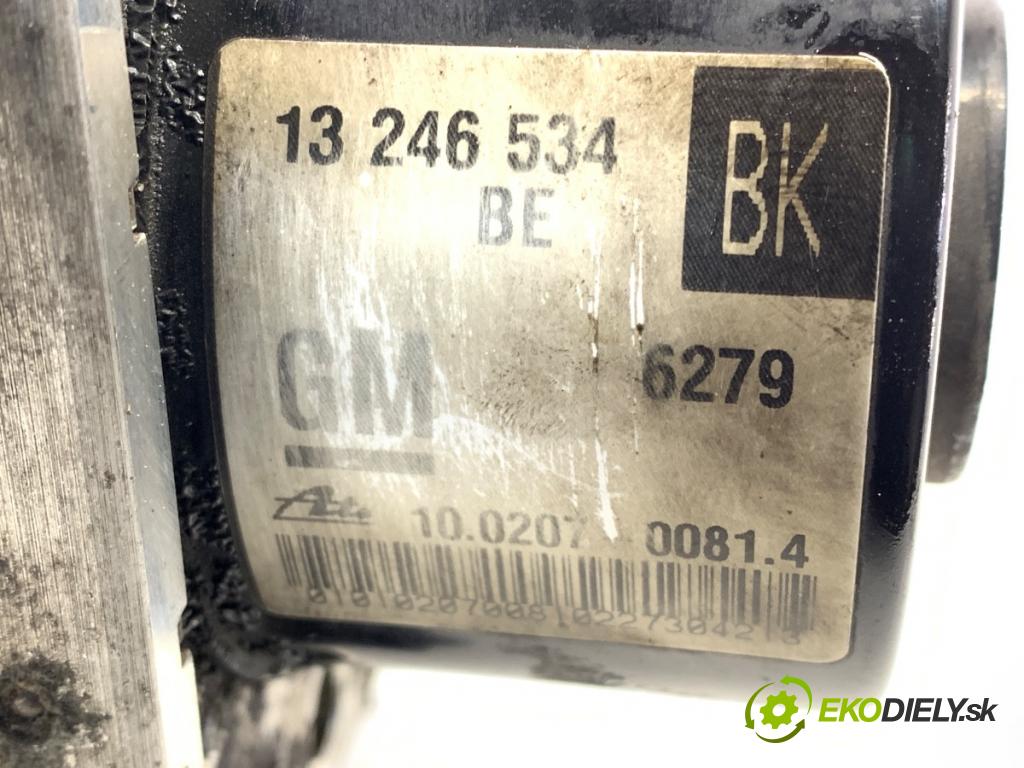 13 246 534
BE
BK
GM
6279
Ate
10.0207 0081.4
EKODIELY.sk